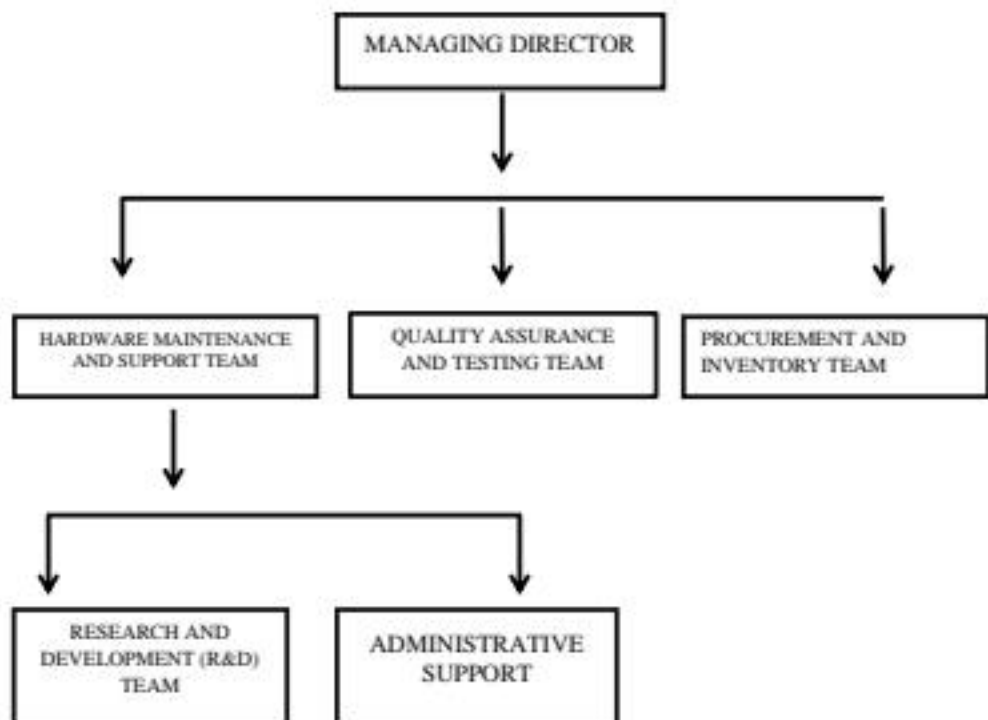 MANAGING DIRECTOR
HARDWARE MAINTENANCE
AND SUPPORT TEAM
QUALITY ASSURANCE
AND TESTING TEAM
PROCUREMENT AND
INVENTORY TEAM
RESEARCH AND
DEVELOPMENT (R&D)
TEAM
ADMINISTRATIVE
SUPPORT